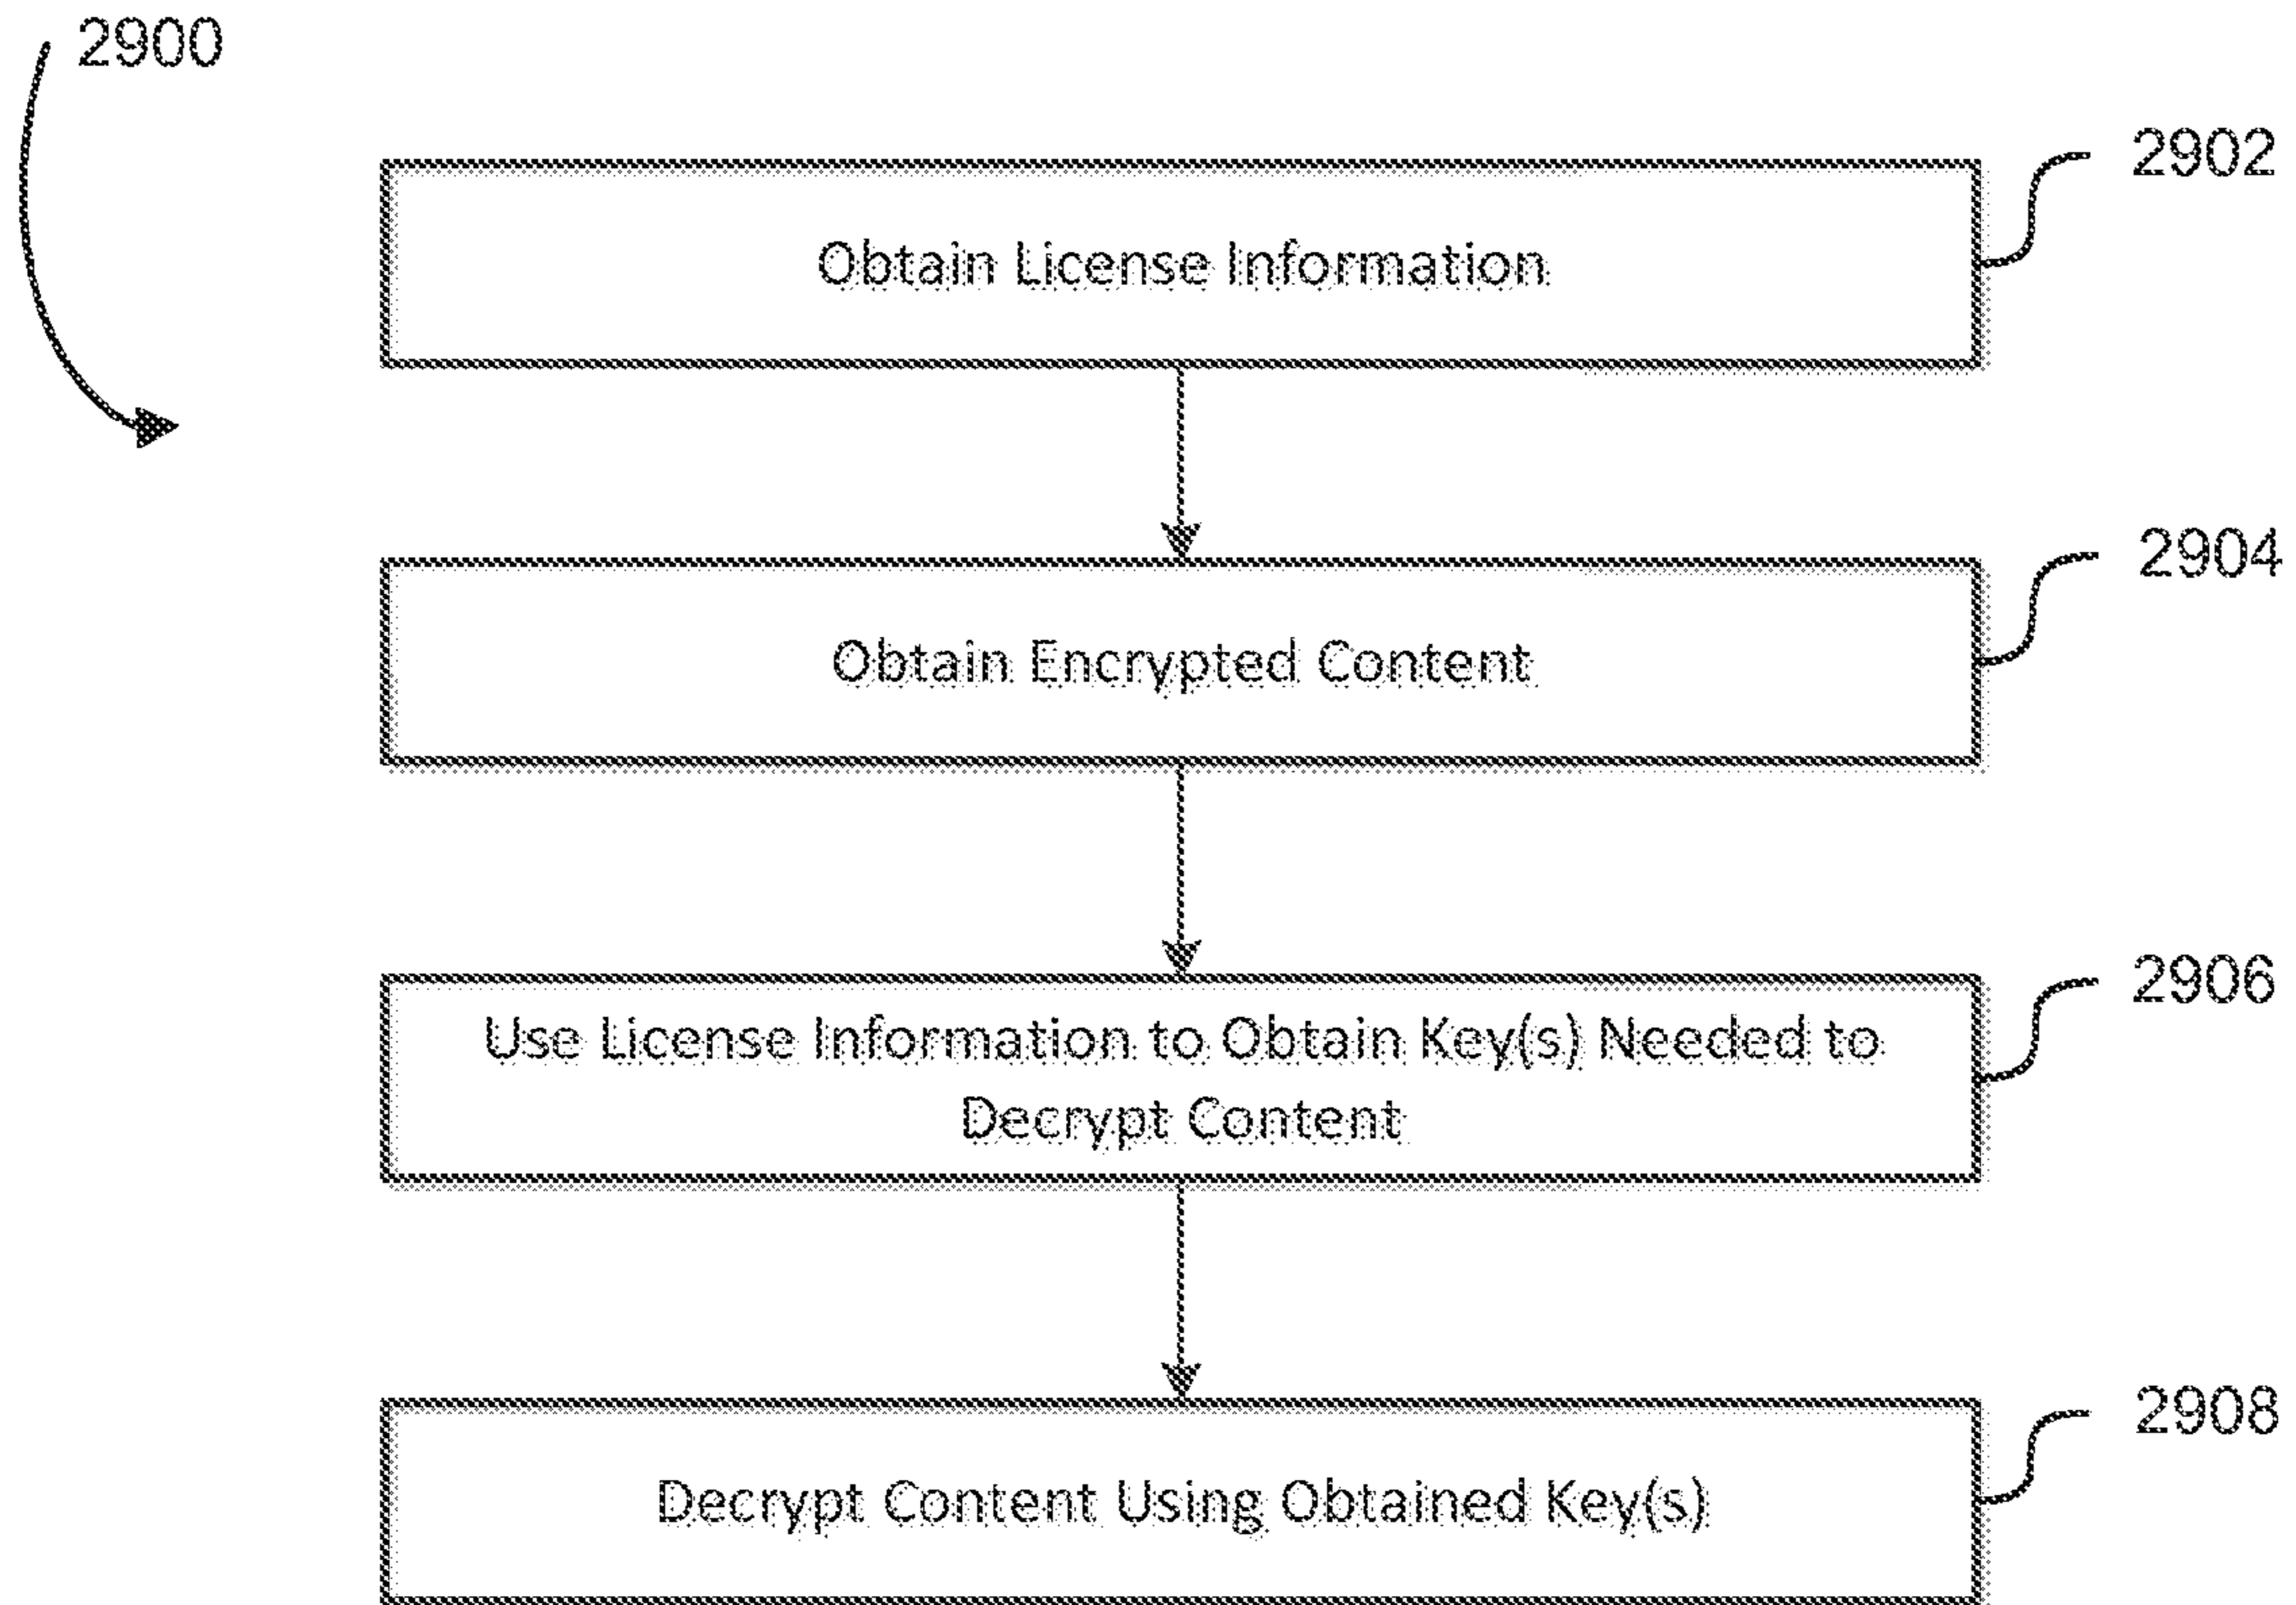 2900
2902
Obtain License Information
2904
Obtain Encrypted Content
2906
Use License Information to Obtain Key(s) Needed to
Decrypt Content
2908
Decrypt Content Using Obtained Key(s)